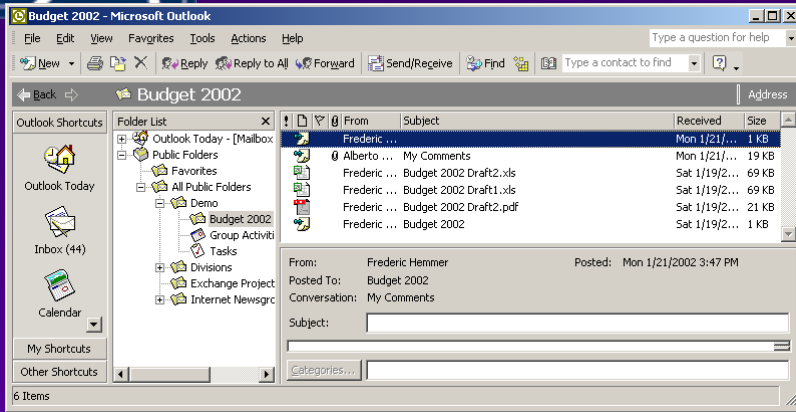 Budget 2002 - Microsoft Outlook
File Edit View Favorites Tools Actions Help Type a question for help
New Reply Reply to All Forward Send/Receive Find Type a contact to find
Back Budget 2002 Address
Outlook Shortcuts
Outlook Today
Inbox (44)
Calendar
My Shortcuts
Other Shortcuts
Folder List
Outlook Today - [Mailbox
Public Folders
Favorites
All Public Folders
Demo
Budget 2002
Group Activiti
Tasks
Divisions
Exchange Project
Internet Newsgrc
! From Subject Received Size
Frederic ... Mon 1/21/... 1 KB
Alberto ... My Comments Mon 1/21/... 19 KB
Frederic ... Budget 2002 Draft2.xls Sat 1/19/2... 69 KB
Frederic ... Budget 2002 Draft1.xls Sat 1/19/2... 69 KB
Frederic ... Budget 2002 Draft2.pdf Sat 1/19/2... 21 KB
Frederic ... Budget 2002 Sat 1/19/2... 1 KB
From: Frederic Hemmer Posted: Mon 1/21/2002 3:47 PM
Posted To: Budget 2002
Conversation: My Comments
Subject:
Categories...
6 Items